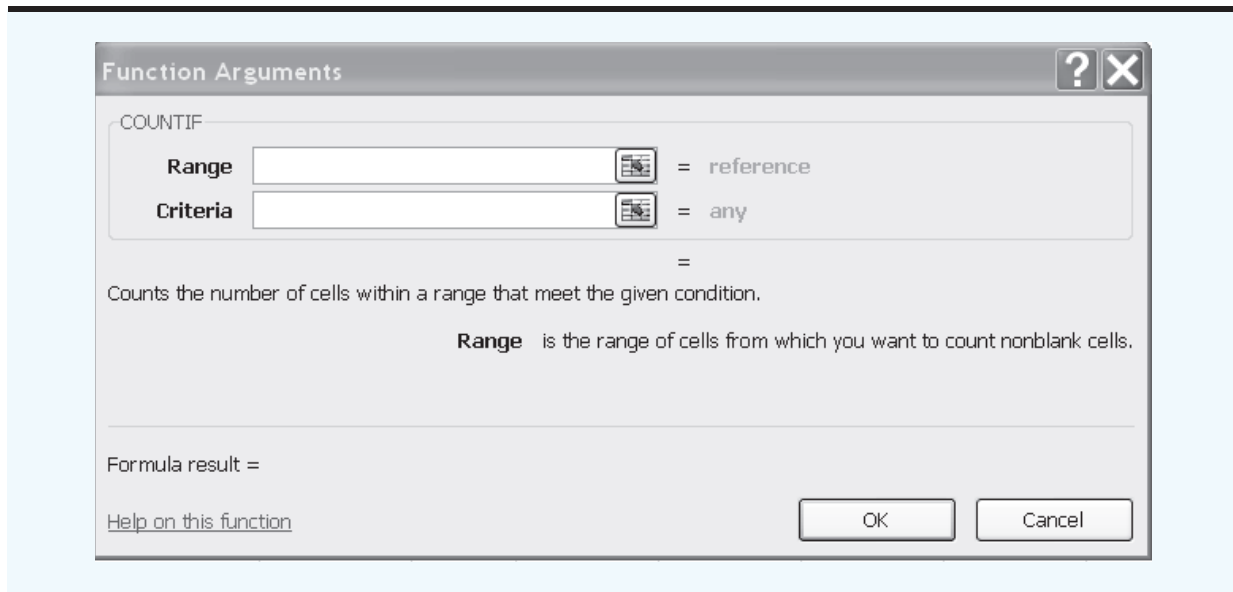 Function Arguments
COUNTIF
Range = reference
Criteria = any
=
Counts the number of cells within a range that meet the given condition.
Range is the range of cells from which you want to count nonblank cells.
Formula result =
Help on this function OK Cancel